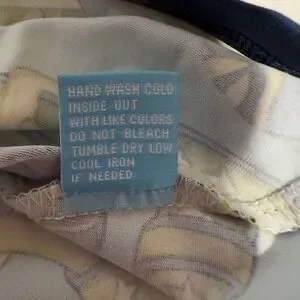 HAND WASH COLD
INSIDE OUT
WITH LIKE COLORS
DO NOT BLEACH
TUMBLE DRY LOW
COOL IRON
IF NEEDED